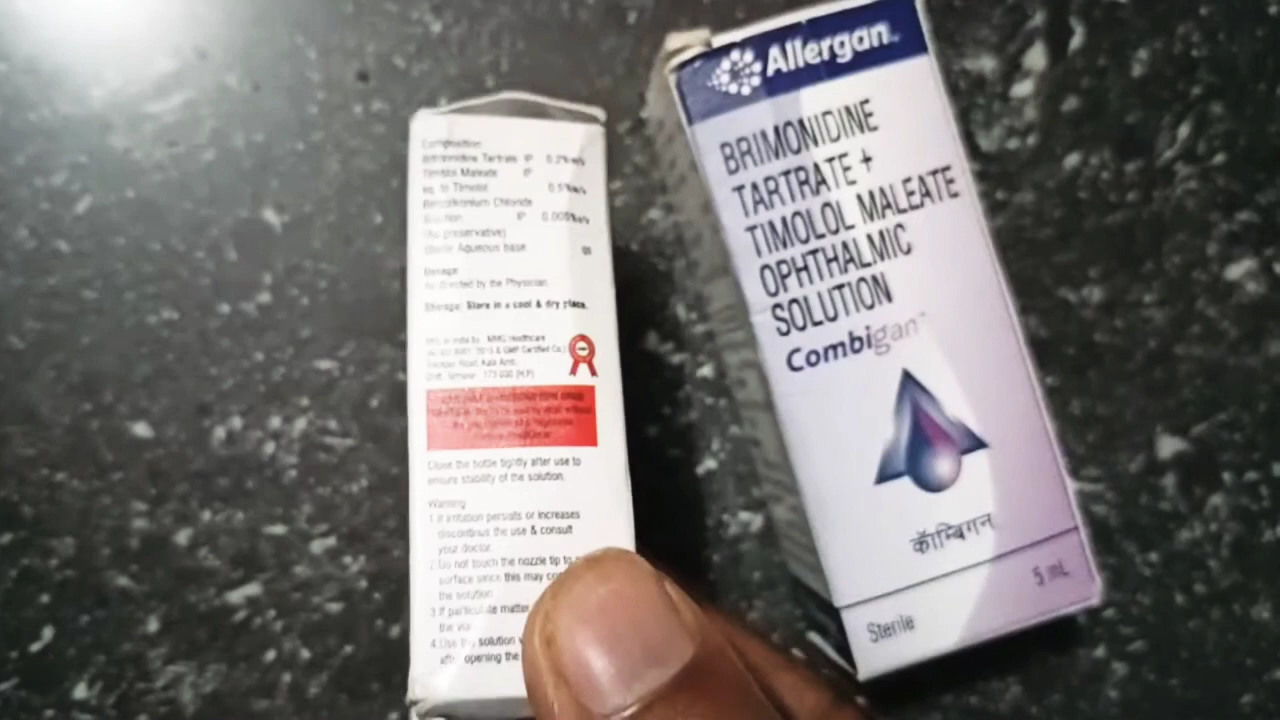 Composition:
Brimonidine Tartrate IP 0.2%w/v
Timolol Maleate IP
eq. to Timolol 0.5%w/v
Benzalkonium Chloride
Solution IP 0.005%w/v
(As preservative)
Sterile Aqueous base qs
Dosage:
As directed by the Physician.
Storage: Store in a cool & dry place.
Close the bottle tightly after use to
ensure stability of the solution.
Warning
1. If irritation persists or increases
discontinue the use & consult
your doctor.
2. Do not touch the nozzle tip to
surface since this may
the solution.
3. If particulate matter
the vial
4. Use the solution
after opening the
Allergan
BRIMONIDINE
TARTRATE +
TIMOLOL MALEATE
OPHTHALMIC
SOLUTION
Combigan™
कॉम्बिगन
5 mL
Sterile